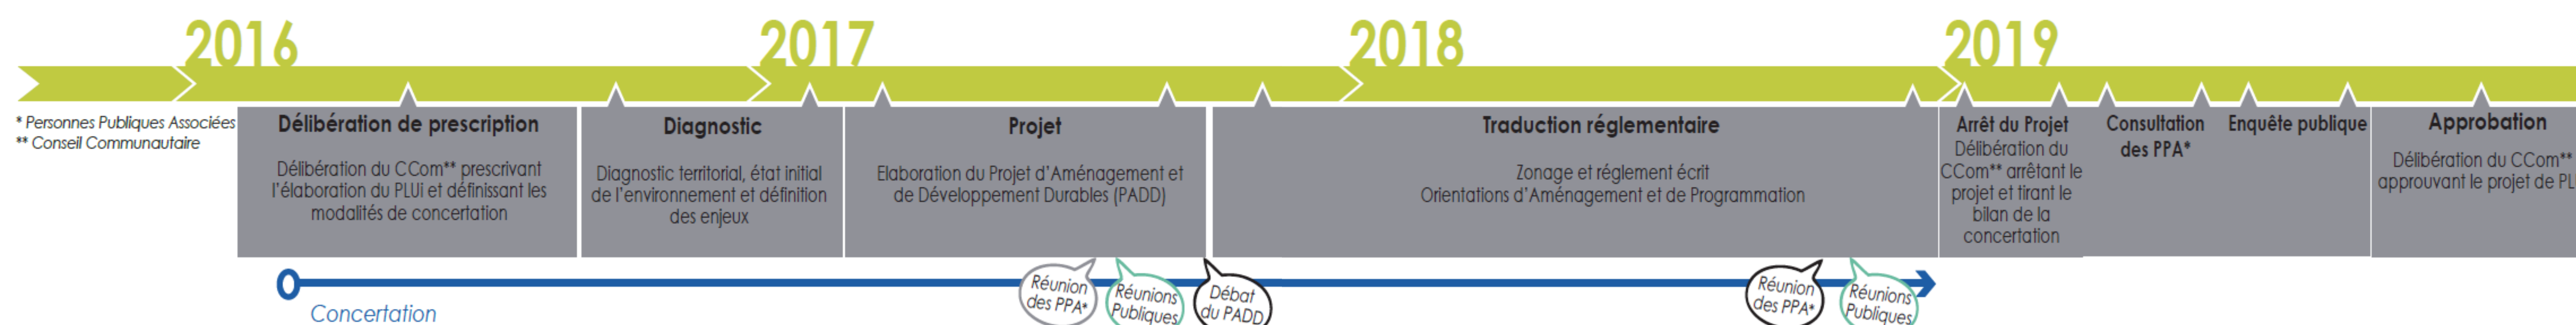 2016
2017
2018
2019
* Personnes Publiques Associées
** Conseil Communautaire
Délibération de prescription
Délibération du CCom** prescrivant
l'élaboration du PLUi et définissant les
modalités de concertation
Diagnostic
Diagnostic territorial, état initial
de l'environnement et définition
des enjeux
Projet
Elaboration du Projet d'Aménagement et
de Développement Durables (PADD)
Traduction réglementaire
Zonage et réglement écrit
Orientations d'Aménagement et de Programmation
Arrêt du Projet
Délibération du
CCom** arrêtant le
projet et tirant le
bilan de la
concertation
Consultation
des PPA*
Enquête publique
Approbation
Délibération du CCom**
approuvant le projet de
Concertation
Réunion
des PPA*
Réunions
Publiques
Débat
du PADD
Réunion
des PPA*
Réunions
Publiques